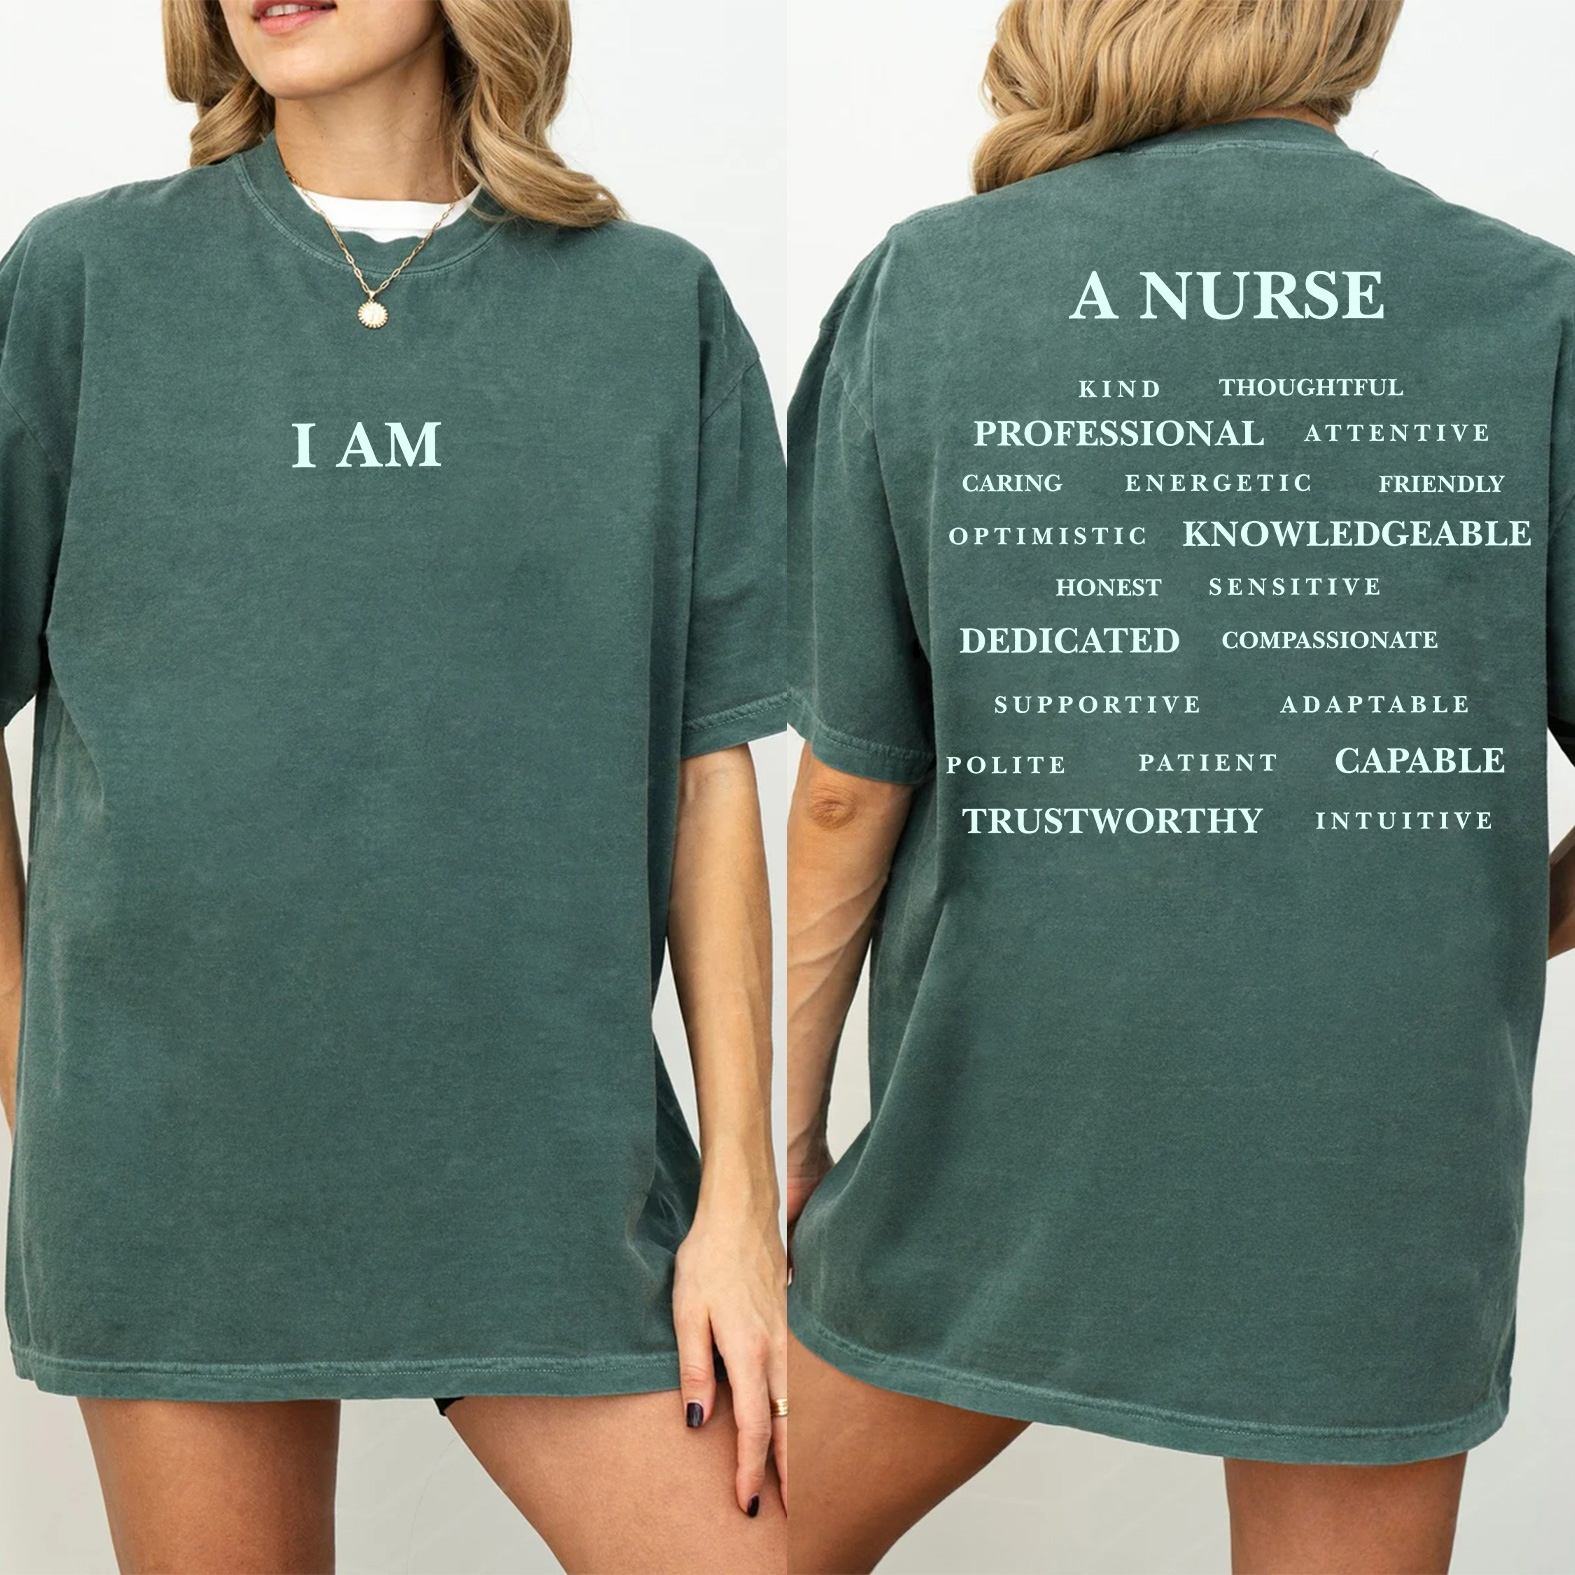 I AM
A NURSE
KIND THOUGHTFUL
PROFESSIONAL ATTENTIVE
CARING ENERGETIC FRIENDLY
OPTIMISTIC KNOWLEDGEABLE
HONEST SENSITIVE
DEDICATED COMPASSIONATE
SUPPORTIVE ADAPTABLE
POLITE PATIENT CAPABLE
TRUSTWORTHY INTUITIVE